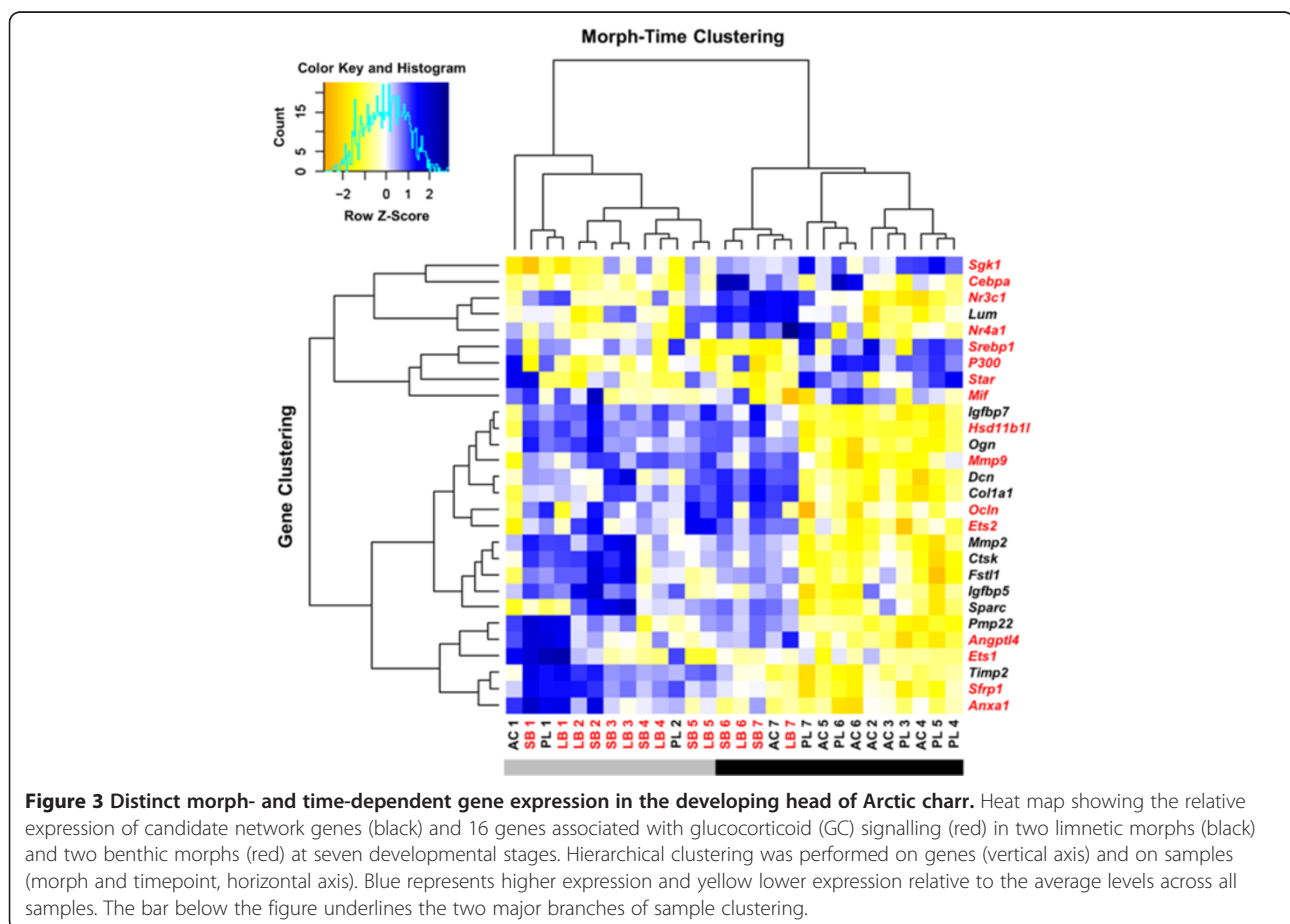 Morph-Time Clustering
Color Key and Histogram
Count
0 5 15
−2 0 1 2
Row Z-Score
Gene Clustering
Sgk1
Cebpa
Nr3c1
Lum
Nr4a1
Srebp1
P300
Star
Mif
Igfbp7
Hsd11b1l
Ogn
Mmp9
Dcn
Col1a1
Ocln
Ets2
Mmp2
Ctsk
Fstl1
Igfbp5
Sparc
Pmp22
Angptl4
Ets1
Timp2
Sfrp1
Anxa1
AC 1
SB 1
PL 1
LB 1
LB 2
SB 2
SB 3
LB 3
SB 4
LB 4
PL 2
SB 5
LB 5
SB 6
LB 6
SB 7
AC 7
LB 7
PL 7
AC 5
PL 6
AC 6
AC 2
AC 3
PL 3
AC 4
PL 5
PL 4
Figure 3 Distinct morph- and time-dependent gene expression in the developing head of Arctic charr. Heat map showing the relative
expression of candidate network genes (black) and 16 genes associated with glucocorticoid (GC) signalling (red) in two limnetic morphs (black)
and two benthic morphs (red) at seven developmental stages. Hierarchical clustering was performed on genes (vertical axis) and on samples
(morph and timepoint, horizontal axis). Blue represents higher expression and yellow lower expression relative to the average levels across all
samples. The bar below the figure underlines the two major branches of sample clustering.